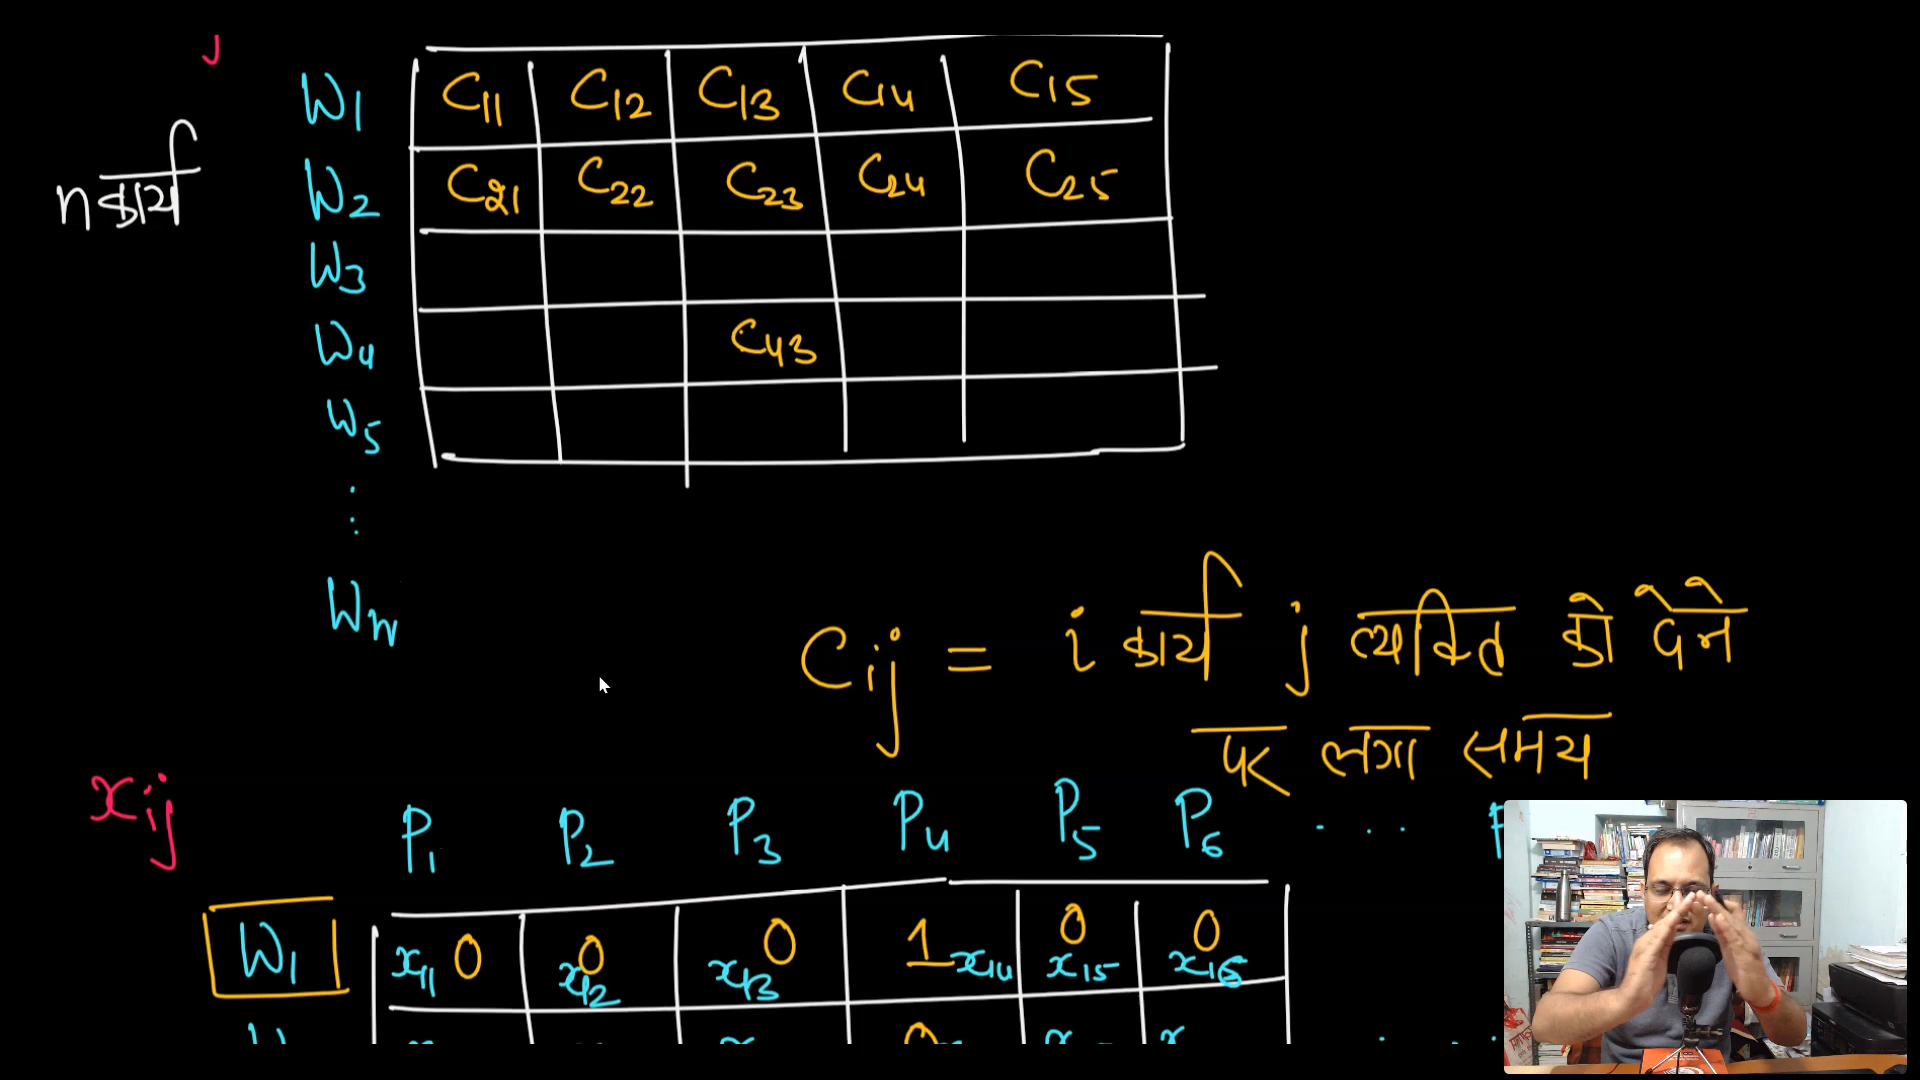 j
W1 C11 C12 C13 C14 C15
n कार्य W2 C21 C22 C23 C24 C25
W3
W4 C43
W5
:
:
Wn
Cij = i कार्य j व्यक्ति को देने
पर लगा समय
xij P1 P2 P3 P4 P5 P6 . . . P
W1 x11 0 x12 0 x13 0 1 x14 x15 0 x16 0